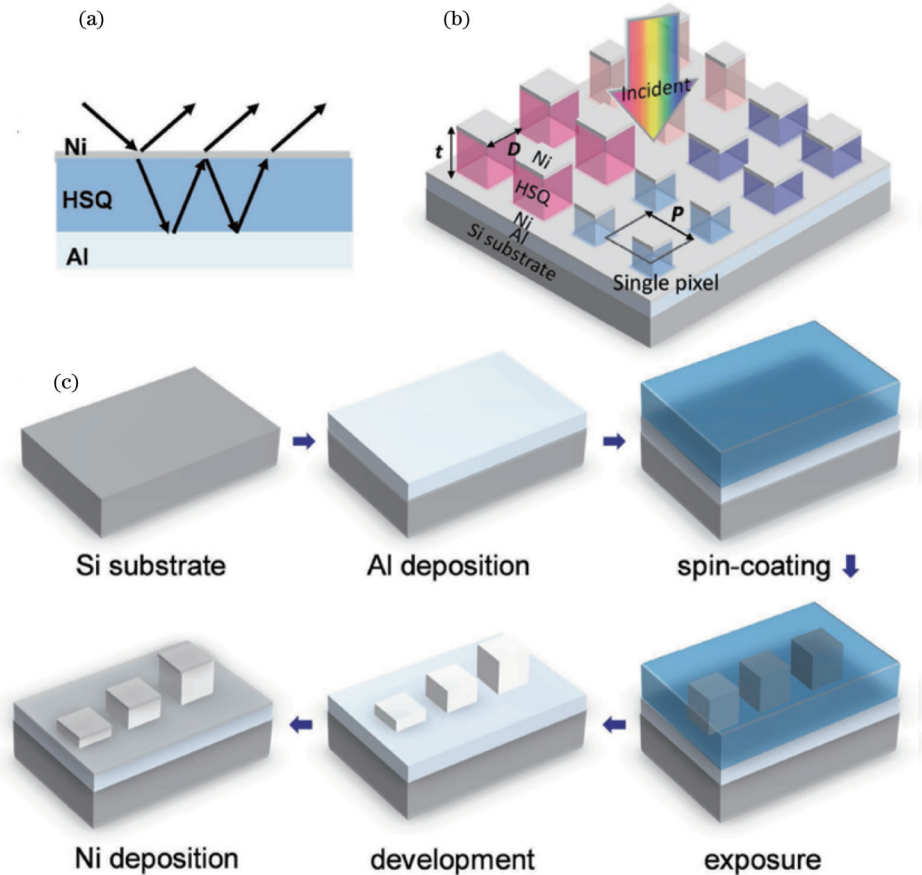 (a)
Ni
HSQ
Al
(b)
Incident
t
D
Ni
HSQ
P
Ni
Al
Si substrate
Single pixel
(c)
Si substrate
Al deposition
spin-coating
Ni deposition
development
exposure